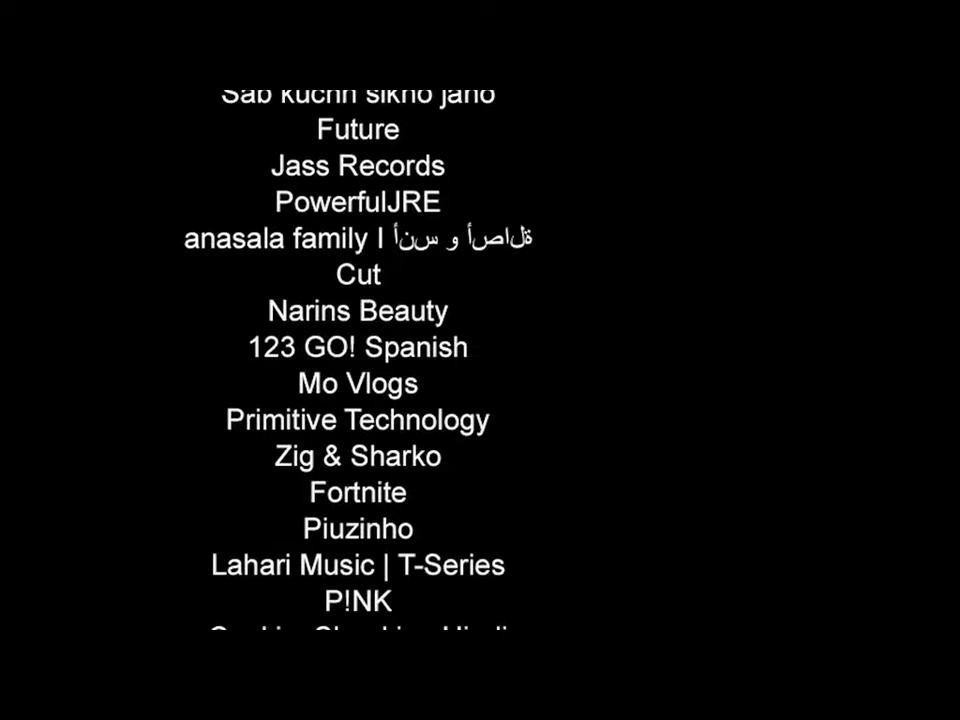 Sab kuchh sikho jaho
Future
Jass Records
PowerfulJRE
anasala family I أنس و أصالة
Cut
Narins Beauty
123 GO! Spanish
Mo Vlogs
Primitive Technology
Zig & Sharko
Fortnite
Piuzinho
Lahari Music | T-Series
P!NK